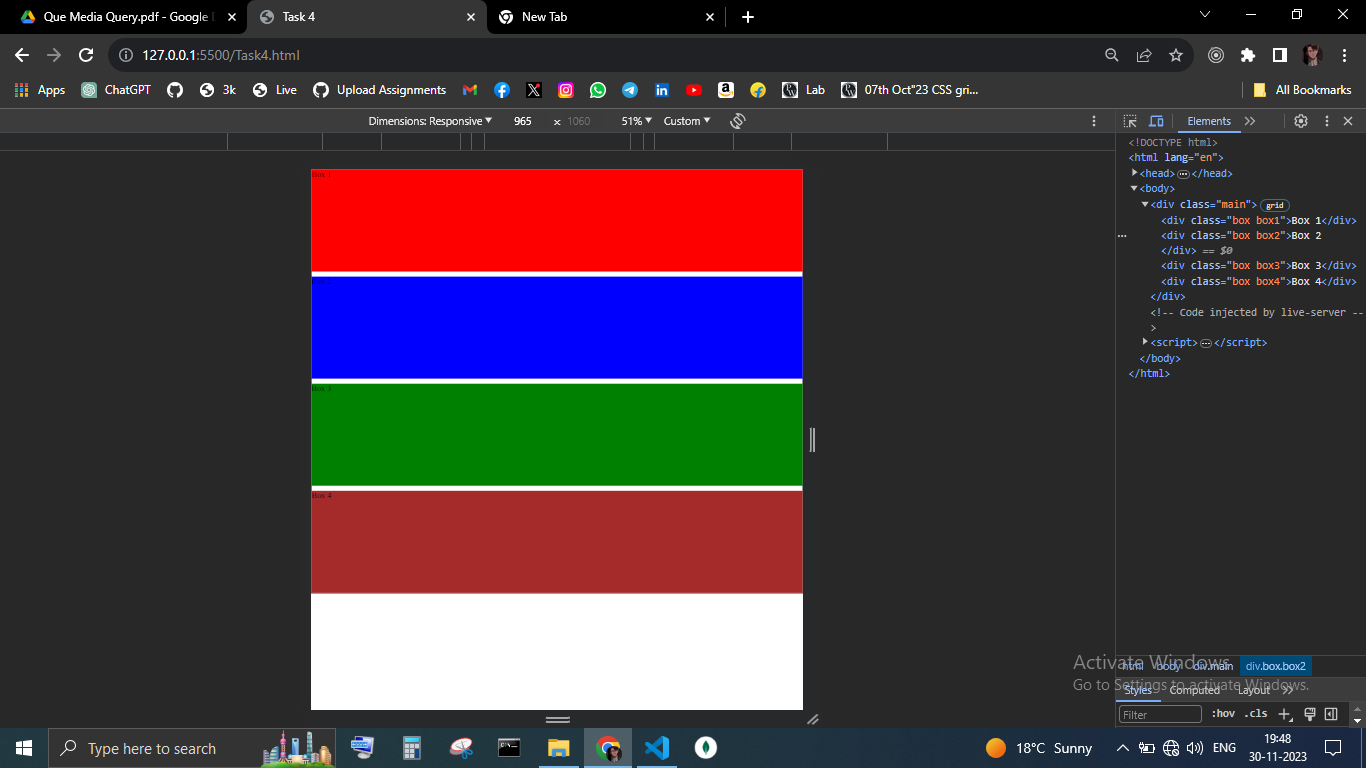 Que Media Query.pdf - Google D
Task 4
New Tab
127.0.0.1:5500/Task4.html
Apps
ChatGPT
3k
Live
Upload Assignments
Lab
07th Oct"23 CSS gri...
All Bookmarks
Dimensions: Responsive 965 x 1060 51% Custom
Elements
<!DOCTYPE html>
<html lang="en">
<head> ... </head>
<body>
<div class="main"> grid
<div class="box box1">Box 1</div>
<div class="box box2">Box 2
</div> == $0
<div class="box box3">Box 3</div>
<div class="box box4">Box 4</div>
</div>
<!-- Code injected by live-server --
>
<script> ... </script>
</body>
</html>
Box 1
Box 2
Box 3
Box 4
html body div.main div.box.box2
Styles Computed Layout
Filter :hov .cls
Activate Windows
Go to Settings to activate Windows.
Type here to search
18°C Sunny
ENG
19:48
30-11-2023